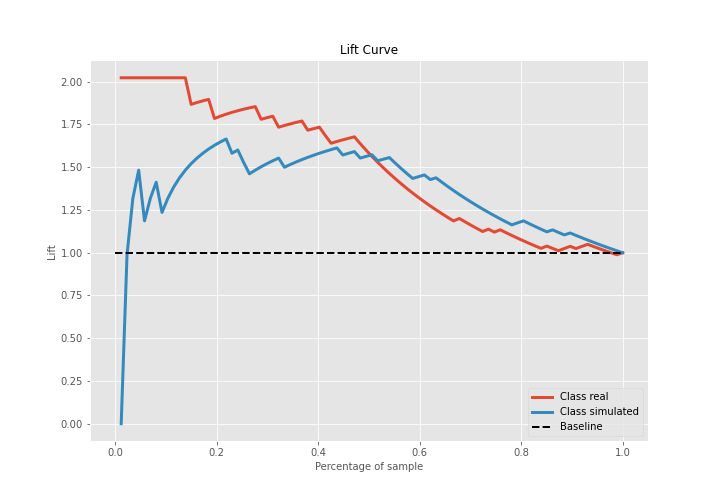 Lift Curve
2.00
1.75
1.50
1.25
1.00
0.75
0.50
0.25
0.00
Lift
0.0
0.2
0.4
0.6
0.8
1.0
Percentage of sample
Class real
Class simulated
Baseline